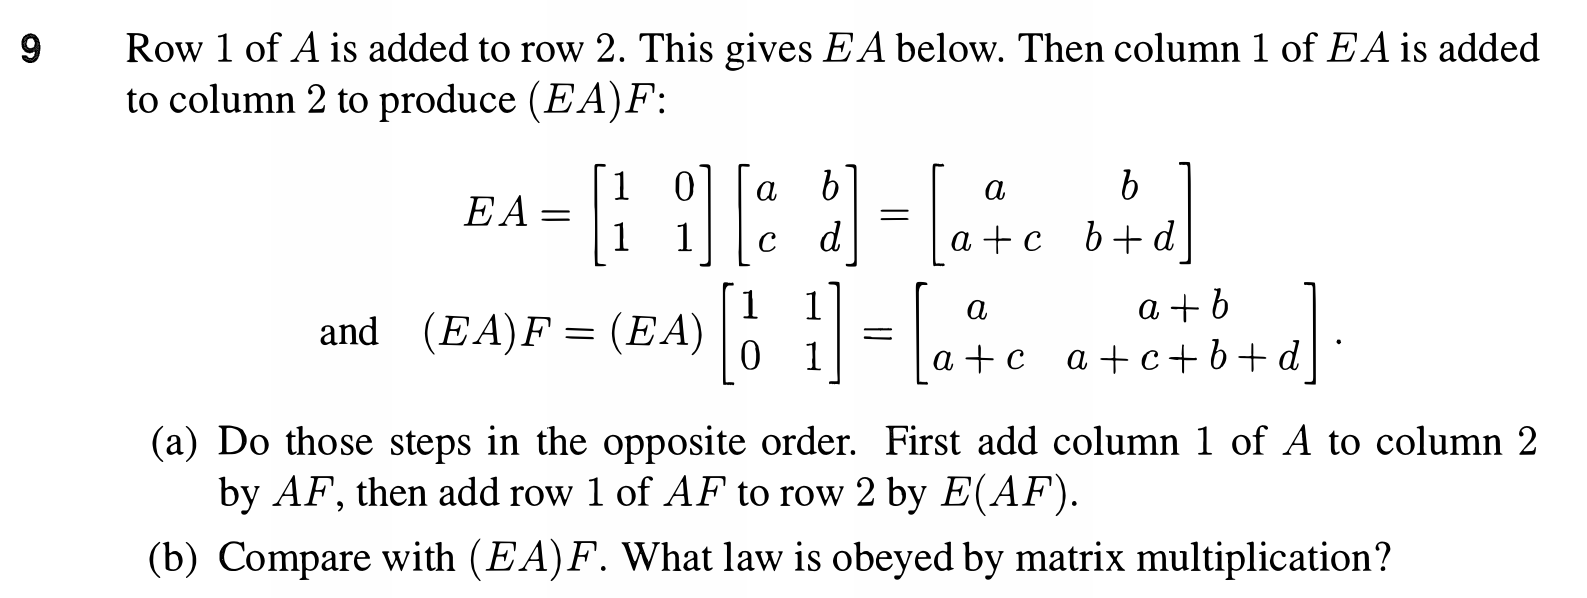 9 Row 1 of A is added to row 2. This gives EA below. Then column 1 of EA is added
to column 2 to produce (EA)F:
EA = [1 0; 1 1] [a b; c d] = [a b; a + c b + d]
and (EA)F = (EA) [1 1; 0 1] = [a a + b; a + c a + c + b + d].
(a) Do those steps in the opposite order. First add column 1 of A to column 2
by AF, then add row 1 of AF to row 2 by E(AF).
(b) Compare with (EA)F. What law is obeyed by matrix multiplication?